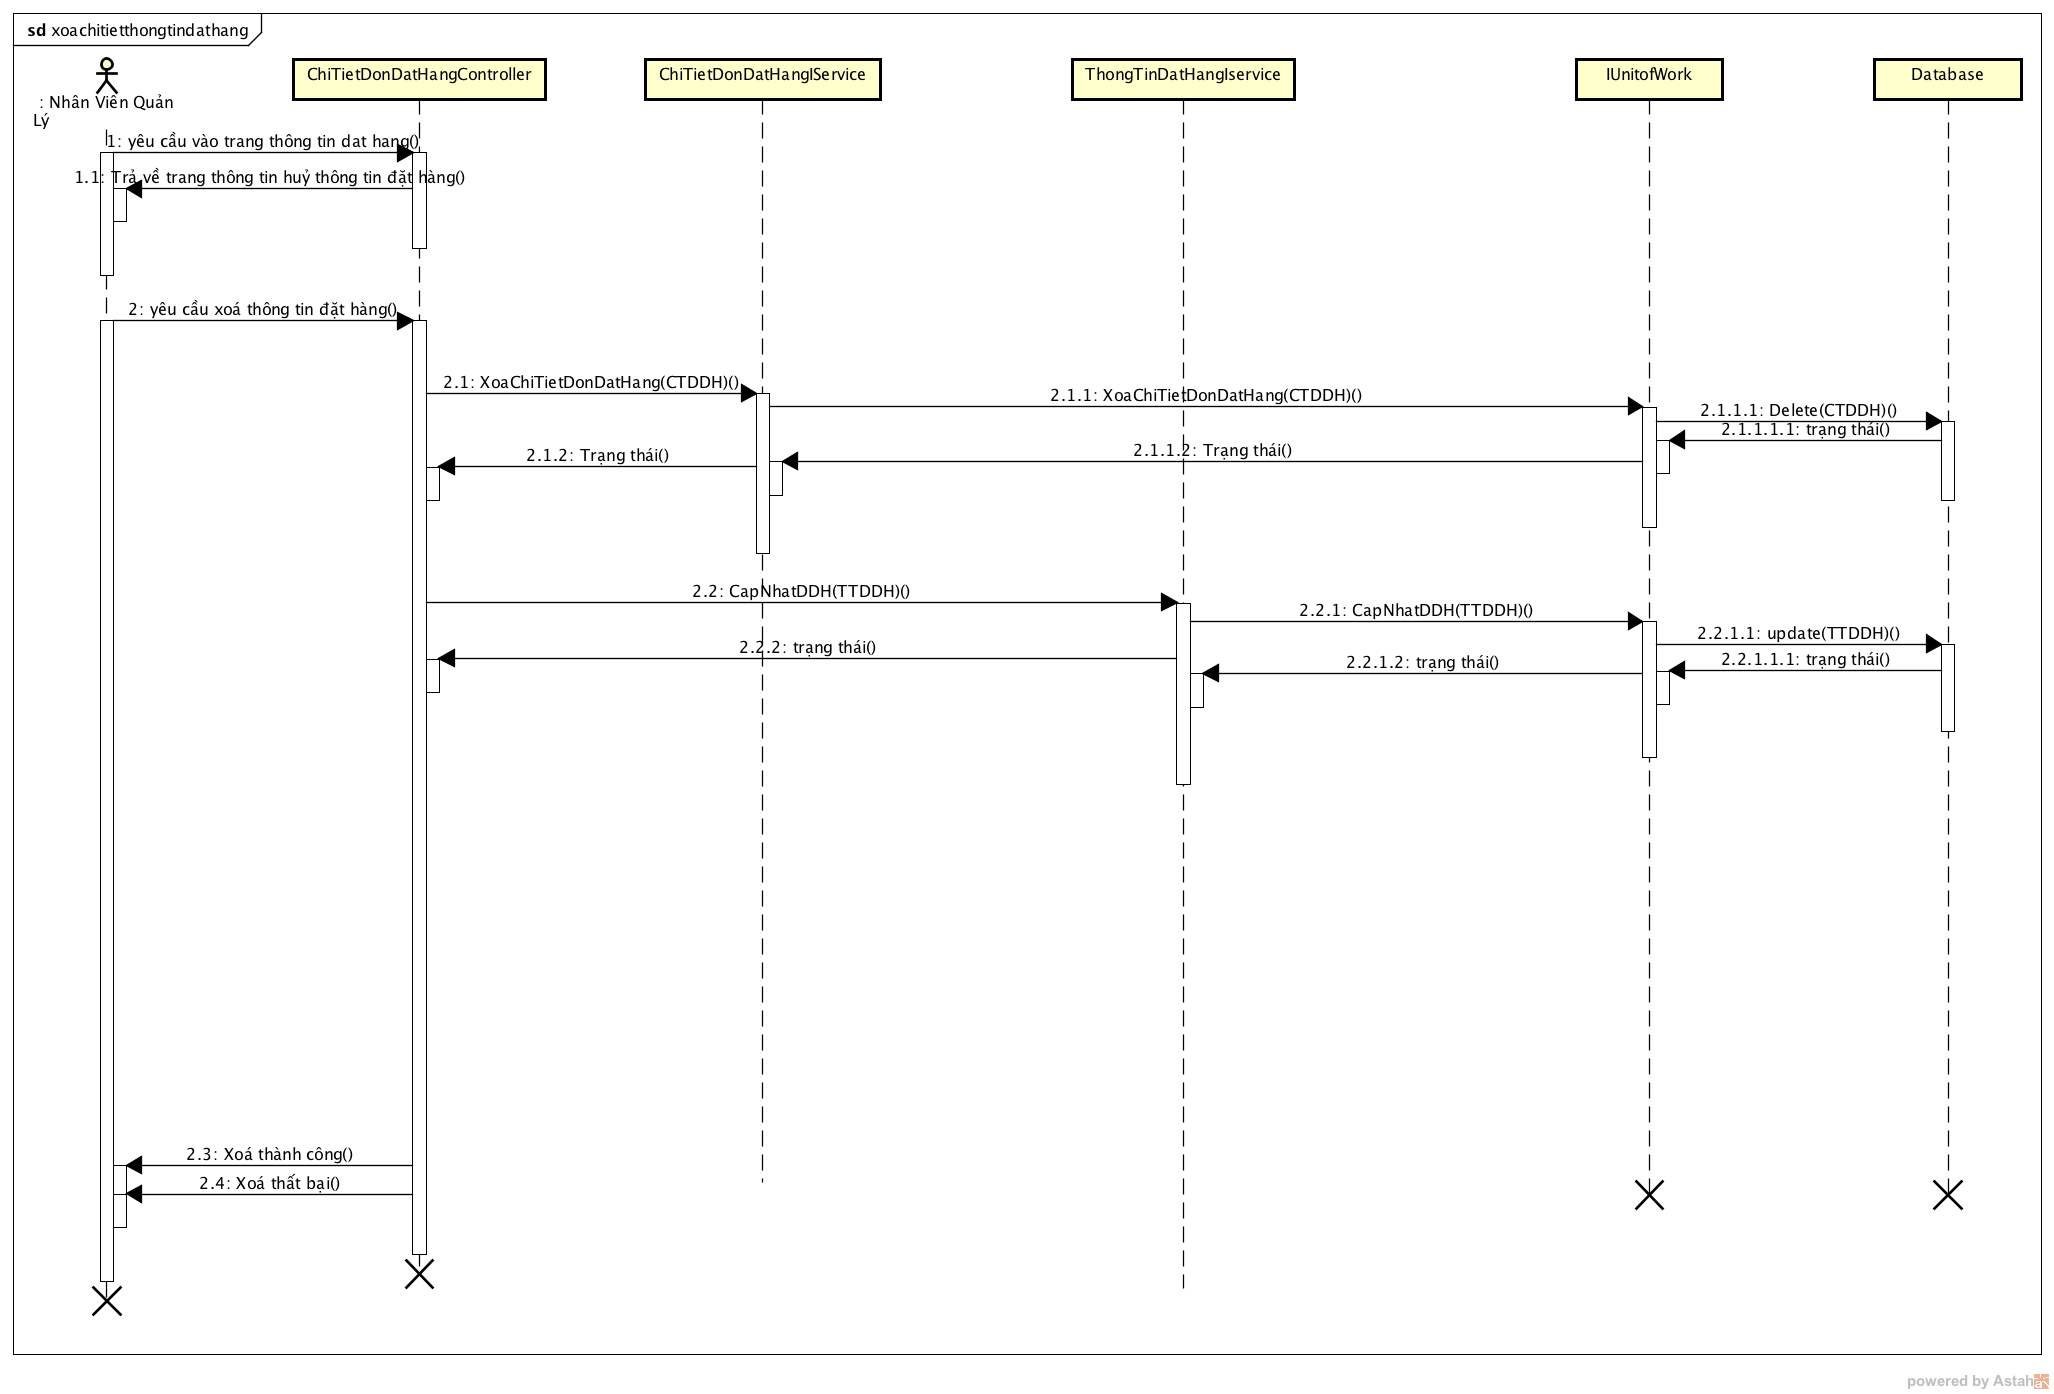 sd xoachitietthongtindathang
: Nhân Viên Quản
Lý
ChiTietDonDatHangController
ChiTietDonDatHangIService
ThongTinDatHangIservice
IUnitofWork
Database
1: yêu cầu vào trang thông tin dat hang()
1.1: Trả về trang thông tin huỷ thông tin đặt hàng()
2: yêu cầu xoá thông tin đặt hàng()
2.1: XoaChiTietDonDatHang(CTDDH)()
2.1.1: XoaChiTietDonDatHang(CTDDH)()
2.1.1.1: Delete(CTDDH)()
2.1.1.1.1: trạng thái()
2.1.1.2: Trạng thái()
2.1.2: Trạng thái()
2.2: CapNhatDDH(TTDDH)()
2.2.1: CapNhatDDH(TTDDH)()
2.2.1.1: update(TTDDH)()
2.2.1.1.1: trạng thái()
2.2.1.2: trạng thái()
2.2.2: trạng thái()
2.3: Xoá thành công()
2.4: Xoá thất bại()
powered by Astah